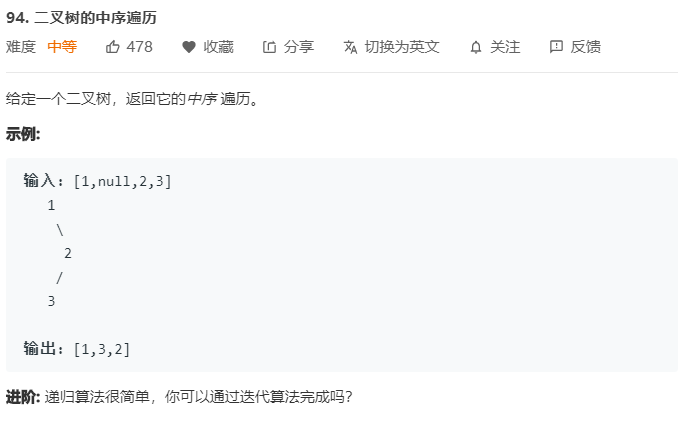 94. 二叉树的中序遍历
难度 中等 478 收藏 分享 切换为英文 关注 反馈
给定一个二叉树，返回它的中序 遍历。
示例:
输入: [1,null,2,3]
1
\
2
/
3
输出: [1,3,2]
进阶: 递归算法很简单，你可以通过迭代算法完成吗？